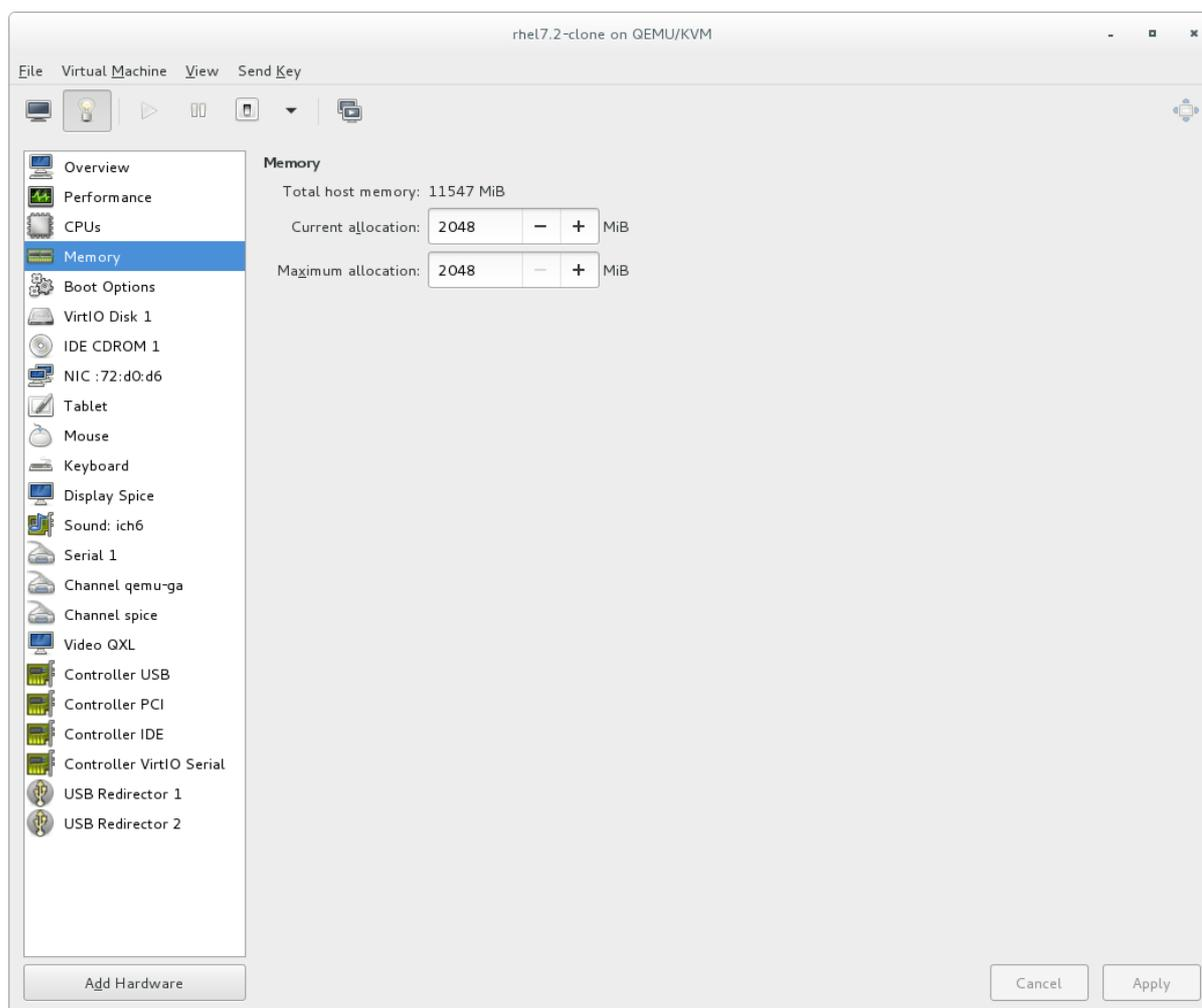 rhel7.2-clone on QEMU/KVM
File Virtual Machine View Send Key
Overview
Performance
CPUs
Memory
Boot Options
VirtIO Disk 1
IDE CDROM 1
NIC :72:d0:d6
Tablet
Mouse
Keyboard
Display Spice
Sound: ich6
Serial 1
Channel qemu-ga
Channel spice
Video QXL
Controller USB
Controller PCI
Controller IDE
Controller VirtIO Serial
USB Redirector 1
USB Redirector 2
Add Hardware
Memory
Total host memory: 11547 MiB
Current allocation: 2048 − + MiB
Maximum allocation: 2048 − + MiB
Cancel Apply